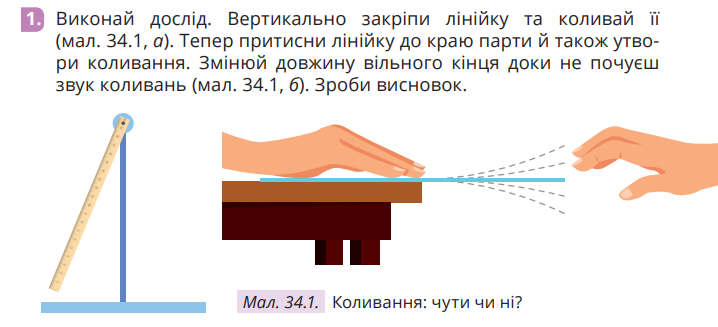 1. Виконай дослід. Вертикально закріпи лінійку та коливай її
(мал. 34.1, а). Тепер притисни лінійку до краю парти й також утво-
ри коливання. Змінюй довжину вільного кінця доки не почуєш
звук коливань (мал. 34.1, б). Зроби висновок.
Мал. 34.1. Коливання: чути чи ні?